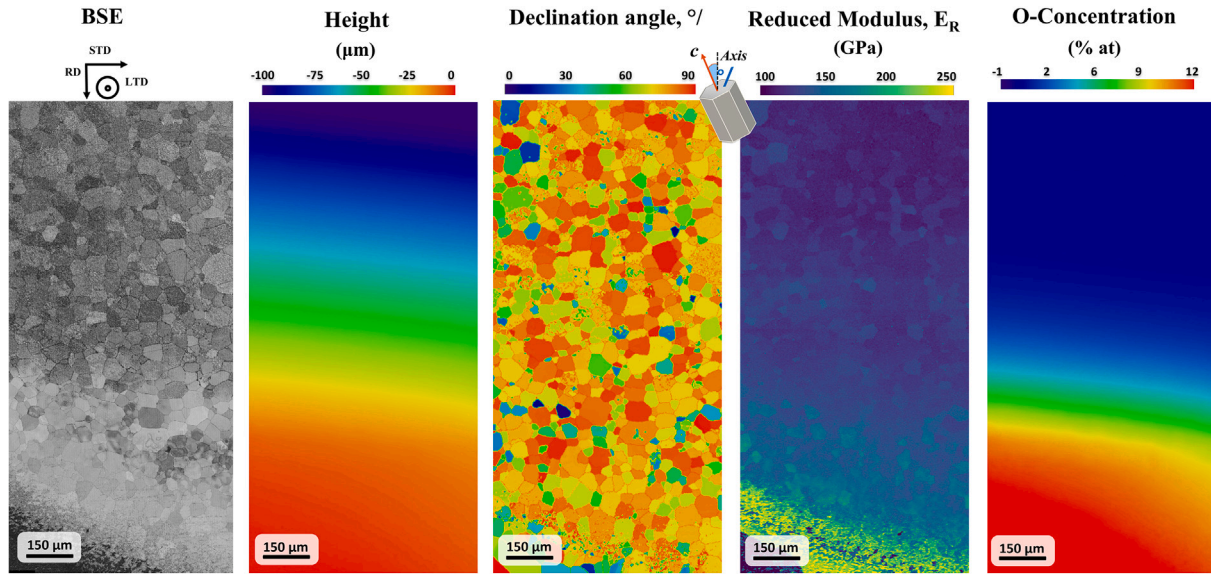 BSE
STD
RD
LTD
150 µm
Height
(µm)
-100 -75 -50 -25 0
150 µm
Declination angle, °/
0 30 60 90
c
Axis
°
150 µm
Reduced Modulus, E_R
(GPa)
100 150 200 250
150 µm
O-Concentration
(% at)
-1 2 6 9 12
150 µm